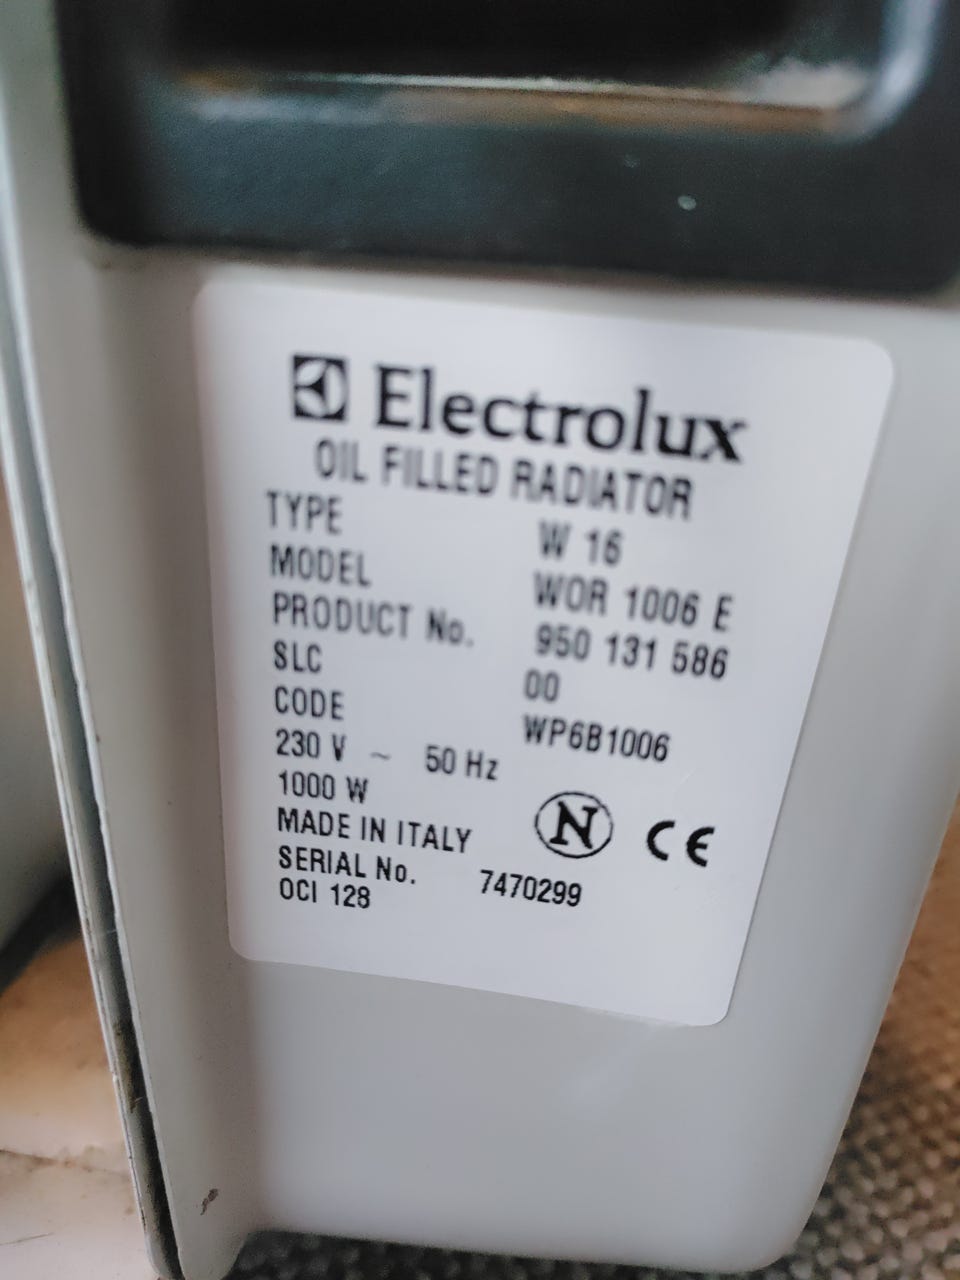 Electrolux
OIL FILLED RADIATOR
TYPE W 16
MODEL WOR 1006 E
PRODUCT No. 950 131 586
SLC 00
CODE WP6B1006
230 V ~ 50 Hz
1000 W
MADE IN ITALY N CE
SERIAL No. 7470299
OCI 128